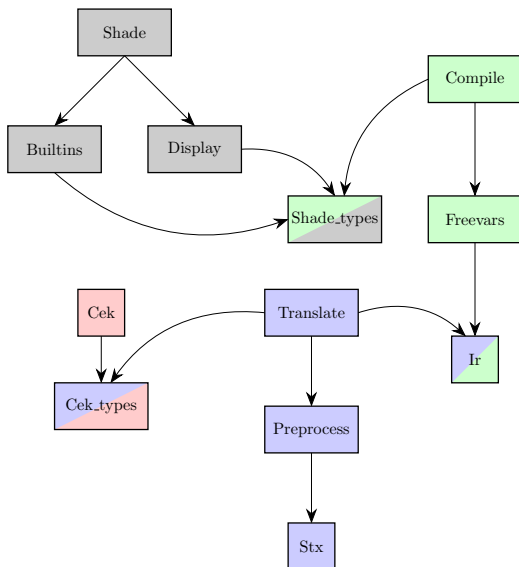 Shade
Compile
Builtins
Display
Shade_types
Freevars
Cek
Translate
Ir
Cek_types
Preprocess
Stx